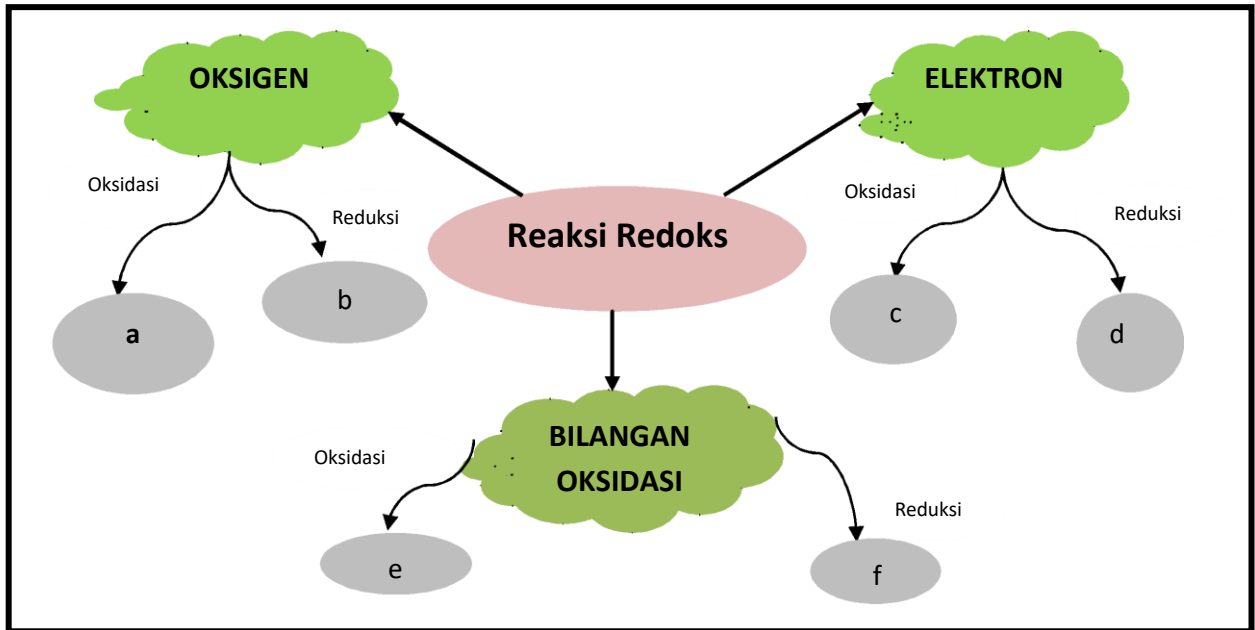 OKSIGEN
ELEKTRON
Oksidasi
Reduksi
Oksidasi
Reduksi
Reaksi Redoks
a
b
c
d
BILANGAN
OKSIDASI
Oksidasi
Reduksi
e
f